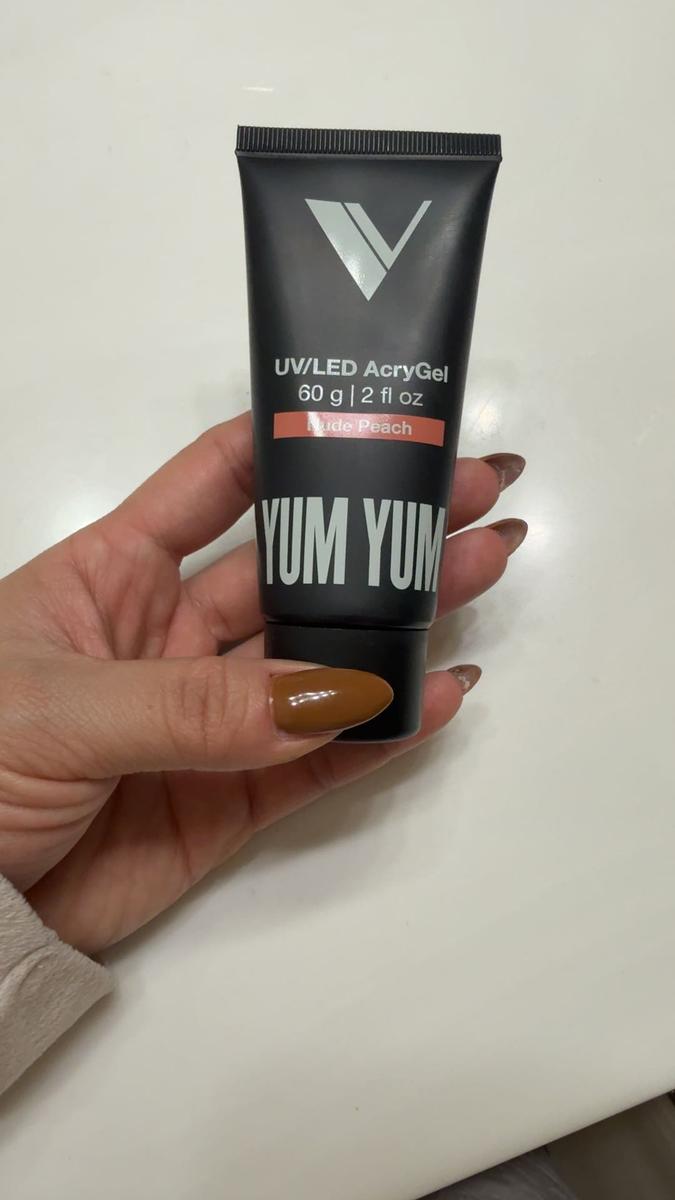 V
UV/LED AcryGel
60 g | 2 fl oz
Nude Peach
YUM YUM